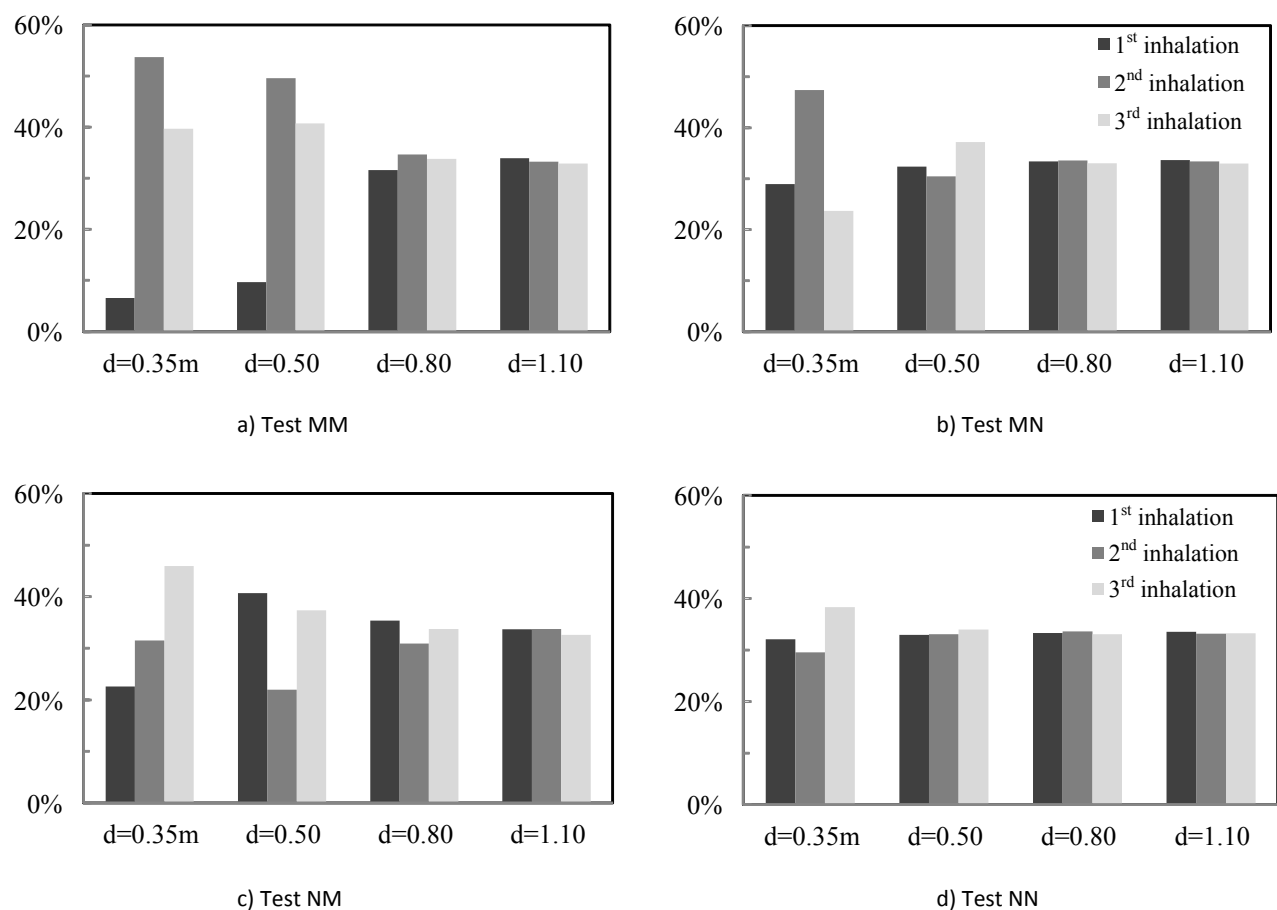 60%
40%
20%
0%
d=0.35m d=0.50 d=0.80 d=1.10
a) Test MM
60%
40%
20%
0%
1st inhalation
2nd inhalation
3rd inhalation
d=0.35m d=0.50 d=0.80 d=1.10
b) Test MN
60%
40%
20%
0%
d=0.35m d=0.50 d=0.80 d=1.10
c) Test NM
60%
40%
20%
0%
1st inhalation
2nd inhalation
3rd inhalation
d=0.35m d=0.50 d=0.80 d=1.10
d) Test NN